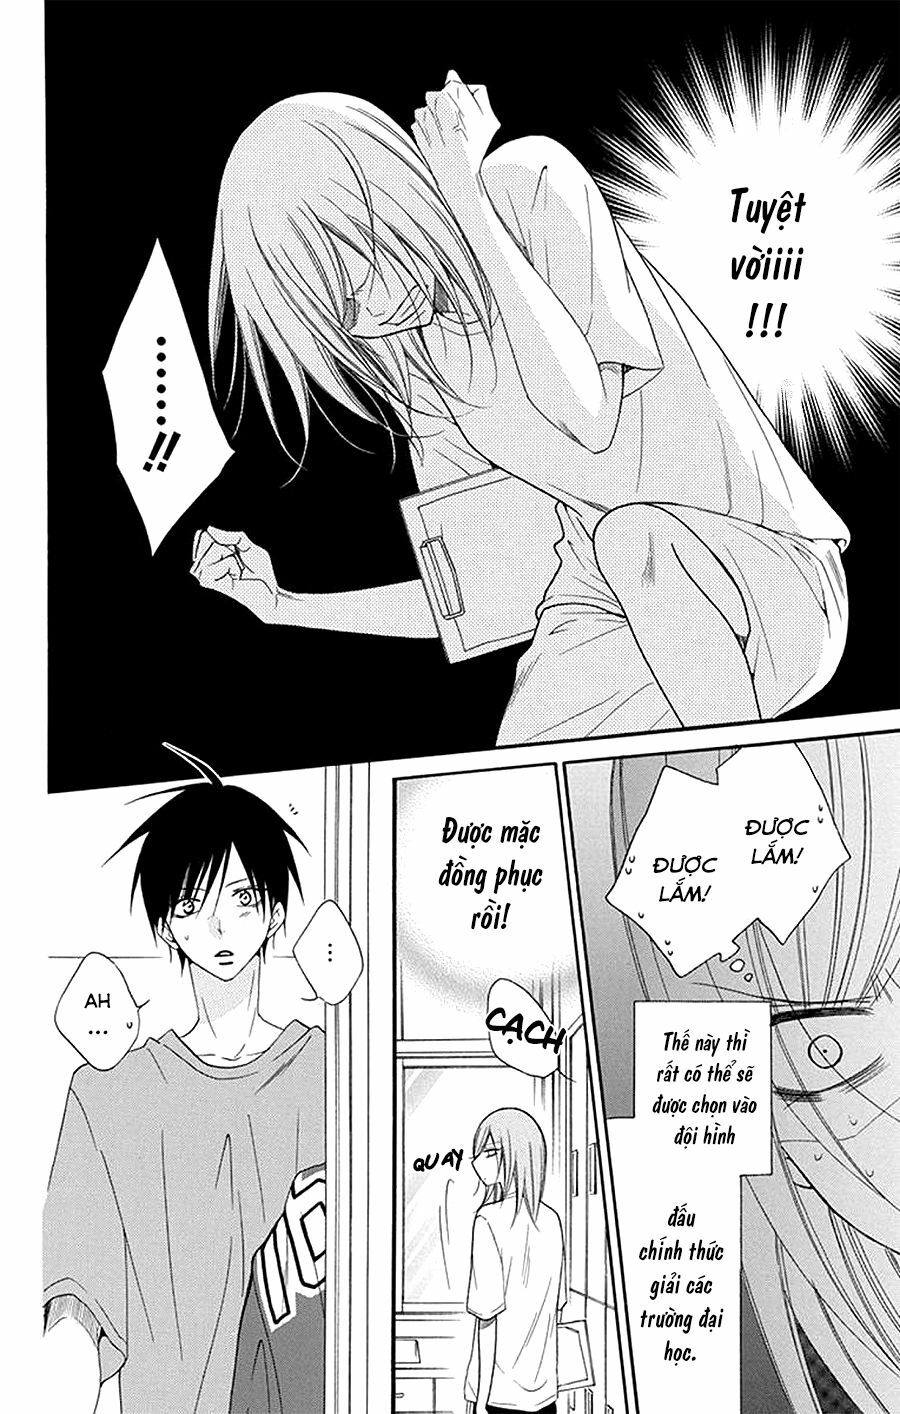 Tuyệt
vờiiii
!!!
.......!!
ĐƯỢC
LẮM!
ĐƯỢC
LẮM!
Thế này thì
rất có thể sẽ
được chọn vào
đội hình
đấu
chính thức
giải các
trường đại
học.
Được mặc
đồng phục
rồi!
CẠCH
QUAY
...
AH
...
10